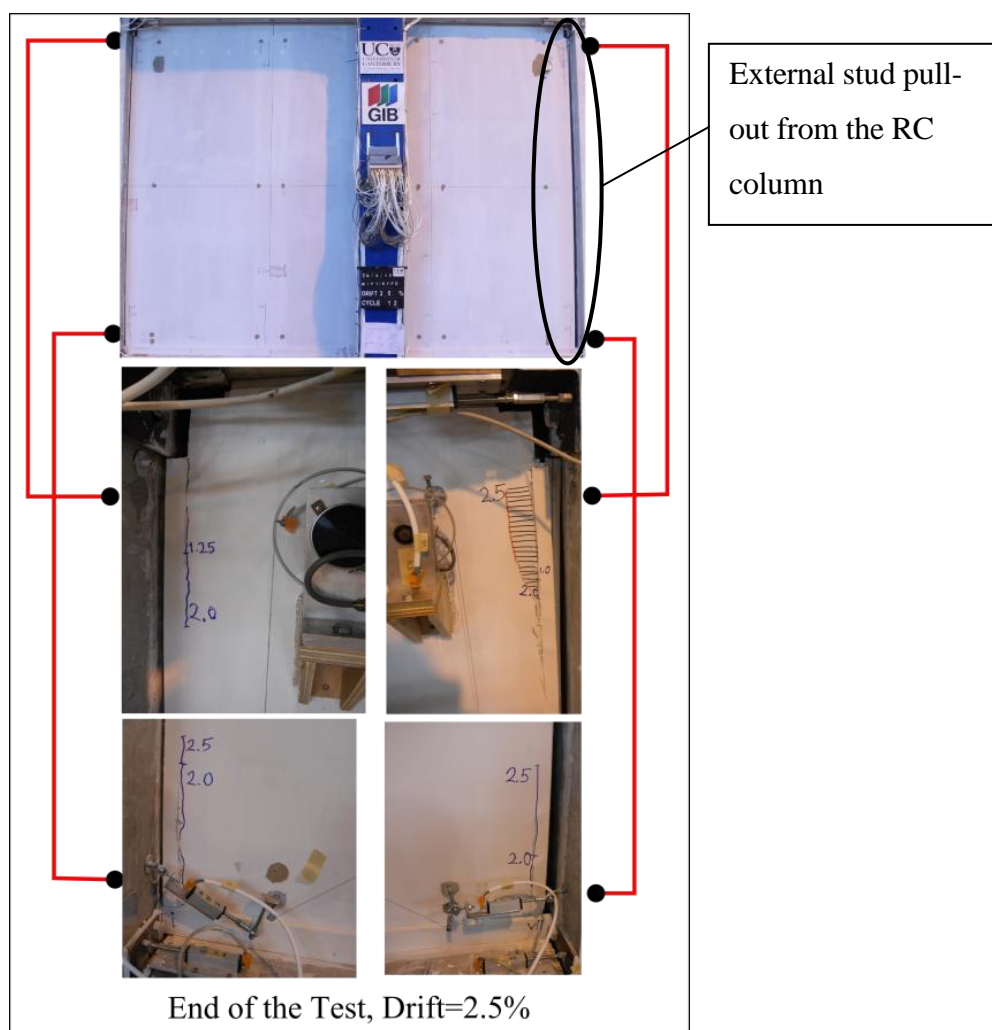 UC
UNIVERSITY OF
CANTERBURY
GIB
DRIFT 2 5 %
CYCLE 1 2
External stud pull-
out from the RC
column
1.25
2.0
2.5
1.0
2.0
2.5
2.0
2.5
2.0
End of the Test, Drift=2.5%